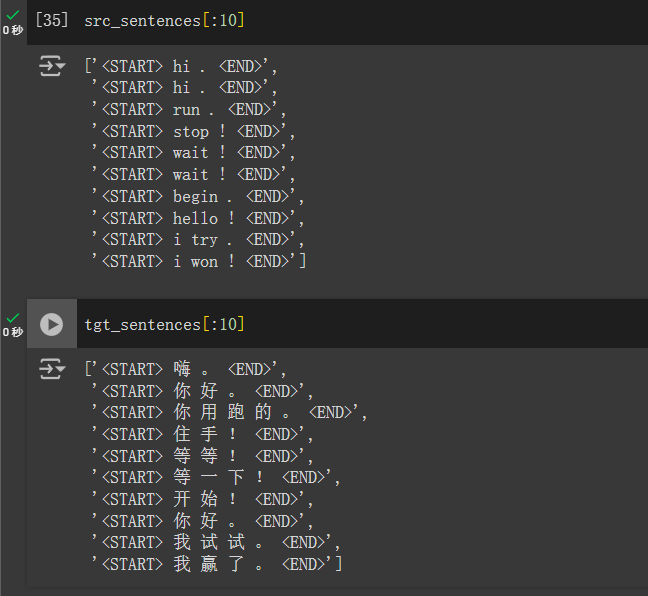 [35] src_sentences[:10]
0秒
['<START> hi . <END>',
'<START> hi . <END>',
'<START> run . <END>',
'<START> stop ! <END>',
'<START> wait ! <END>',
'<START> wait ! <END>',
'<START> begin . <END>',
'<START> hello ! <END>',
'<START> i try . <END>',
'<START> i won ! <END>']
tgt_sentences[:10]
0秒
['<START> 嗨 。 <END>',
'<START> 你 好 。 <END>',
'<START> 你 用 跑 的 。 <END>',
'<START> 住 手 ！ <END>',
'<START> 等 等 ！ <END>',
'<START> 等 一 下 ！ <END>',
'<START> 开 始 ！ <END>',
'<START> 你 好 。 <END>',
'<START> 我 试 试 。 <END>',
'<START> 我 赢 了 。 <END>']